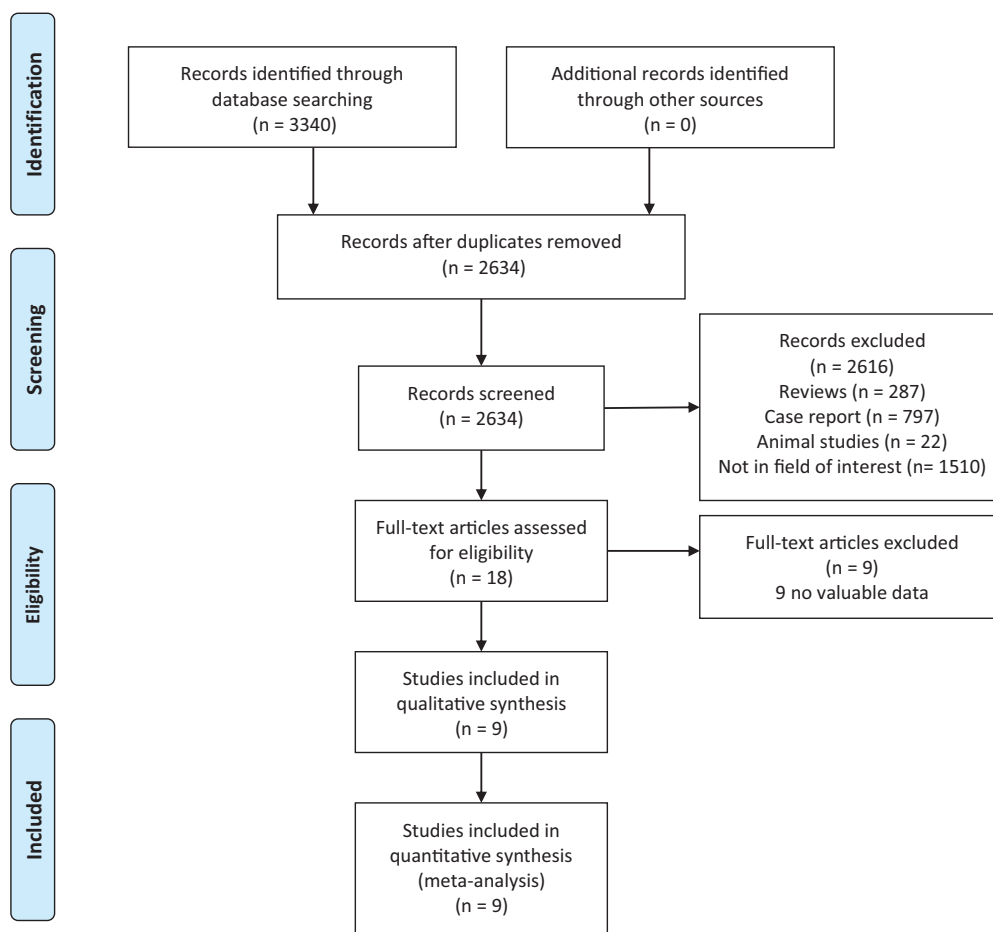 Identification
Records identified through
database searching
(n = 3340)
Additional records identified
through other sources
(n = 0)
Records after duplicates removed
(n = 2634)
Screening
Records screened
(n = 2634)
Records excluded
(n = 2616)
Reviews (n = 287)
Case report (n = 797)
Animal studies (n = 22)
Not in field of interest (n= 1510)
Eligibility
Full-text articles assessed
for eligibility
(n = 18)
Full-text articles excluded
(n = 9)
9 no valuable data
Studies included in
qualitative synthesis
(n = 9)
Included
Studies included in
quantitative synthesis
(meta-analysis)
(n = 9)